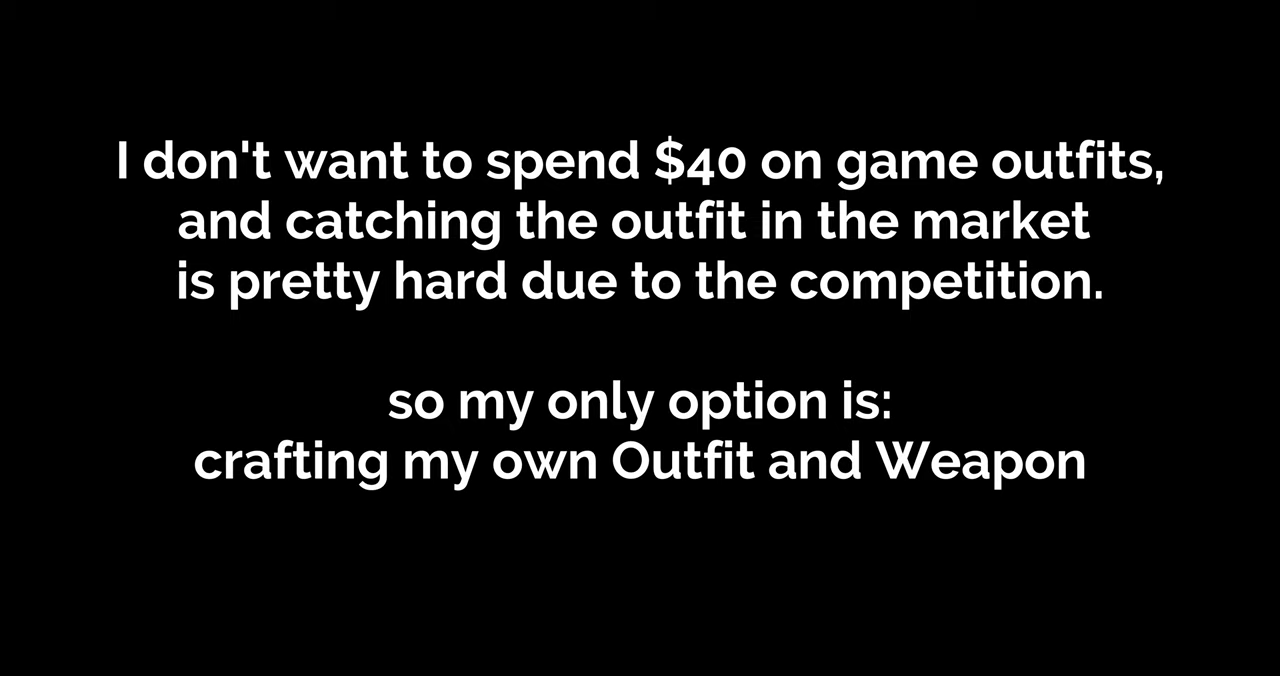 I don't want to spend $40 on game outfits,
and catching the outfit in the market
is pretty hard due to the competition.
so my only option is:
crafting my own Outfit and Weapon